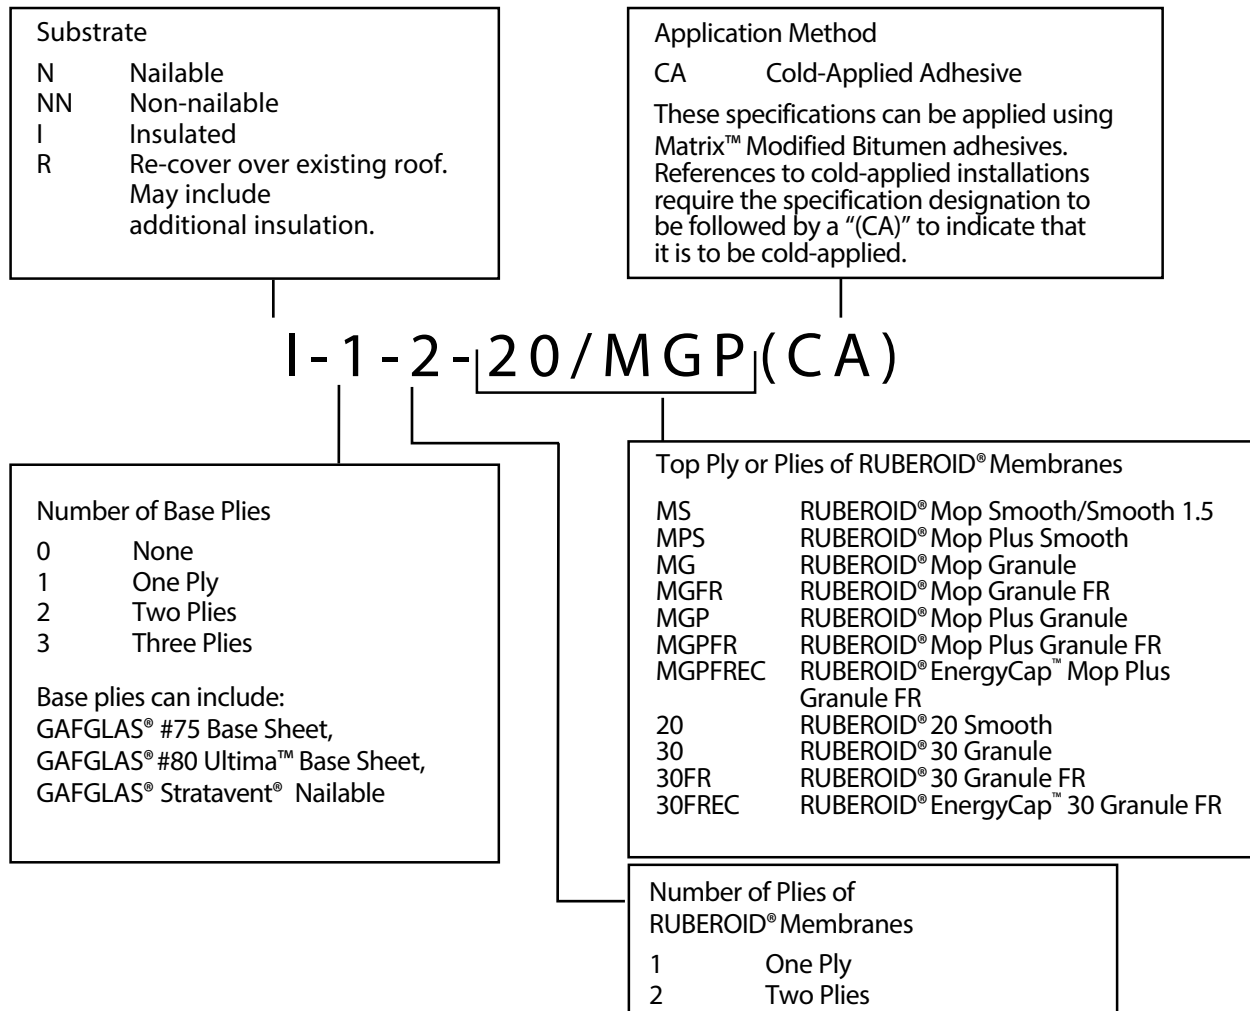 Substrate
N Nailable
NN Non-nailable
I Insulated
R Re-cover over existing roof.
May include
additional insulation.
Application Method
CA Cold-Applied Adhesive
These specifications can be applied using
Matrix™ Modified Bitumen adhesives.
References to cold-applied installations
require the specification designation to
be followed by a “(CA)” to indicate that
it is to be cold-applied.
I-1-2-20/MGP(CA)
Number of Base Plies
0 None
1 One Ply
2 Two Plies
3 Three Plies
Base plies can include:
GAFGLAS® #75 Base Sheet,
GAFGLAS® #80 Ultima™ Base Sheet,
GAFGLAS® Stratavent® Nailable
Top Ply or Plies of RUBEROID® Membranes
MS RUBEROID® Mop Smooth/Smooth 1.5
MPS RUBEROID® Mop Plus Smooth
MG RUBEROID® Mop Granule
MGFR RUBEROID® Mop Granule FR
MGP RUBEROID® Mop Plus Granule
MGPFR RUBEROID® Mop Plus Granule FR
MGPFREC RUBEROID® EnergyCap™ Mop Plus
Granule FR
20 RUBEROID® 20 Smooth
30 RUBEROID® 30 Granule
30FR RUBEROID® 30 Granule FR
30FREC RUBEROID® EnergyCap™ 30 Granule FR
Number of Plies of
RUBEROID® Membranes
1 One Ply
2 Two Plies